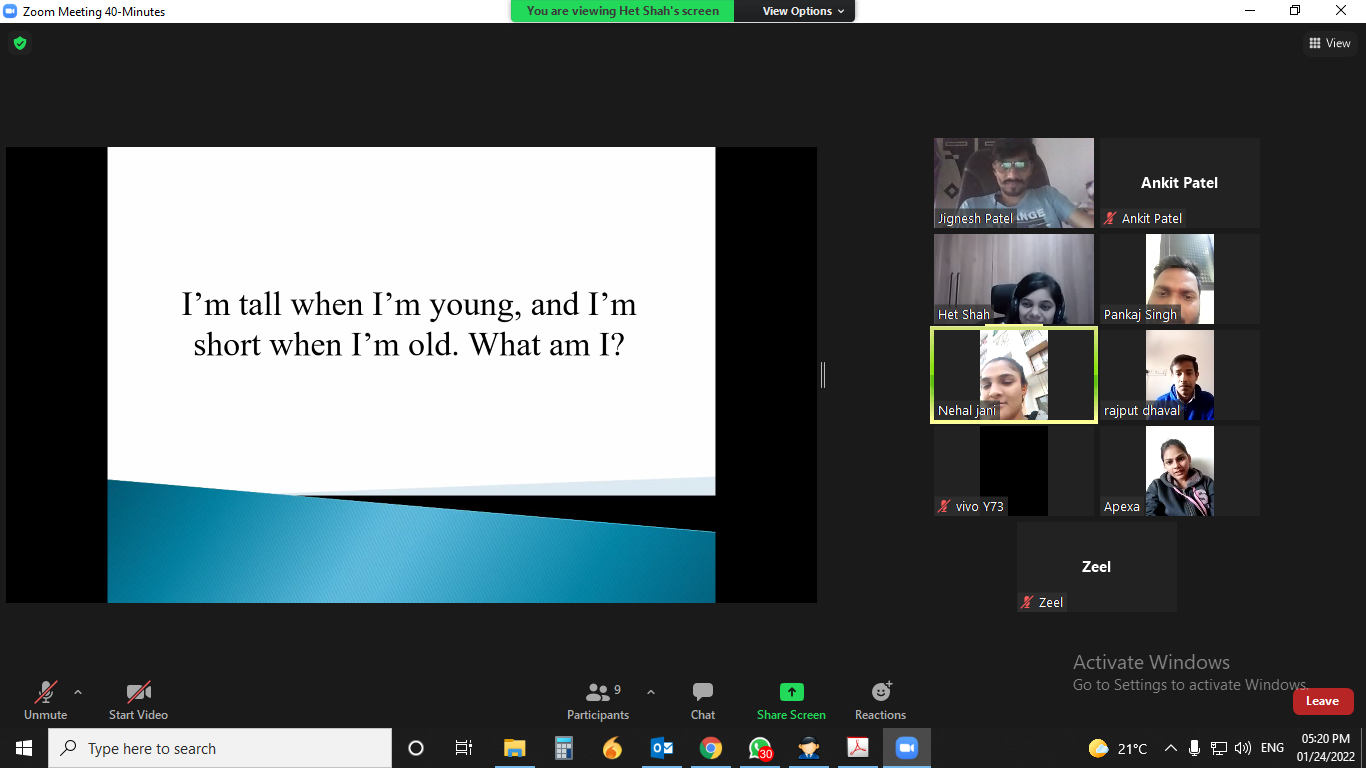 Zoom Meeting 40-Minutes
You are viewing Het Shah's screen
View Options
View
I’m tall when I’m young, and I’m
short when I’m old. What am I?
ANGE
Jignesh Patel
Ankit Patel
Ankit Patel
Het Shah
Pankaj Singh
Nehal jani
rajput dhaval
vivo Y73
Apexa
Zeel
Zeel
Activate Windows
Go to Settings to activate Windows.
Unmute
Start Video
9
Participants
Chat
Share Screen
Reactions
Leave
Type here to search
30
21°C
ENG
05:20 PM
01/24/2022